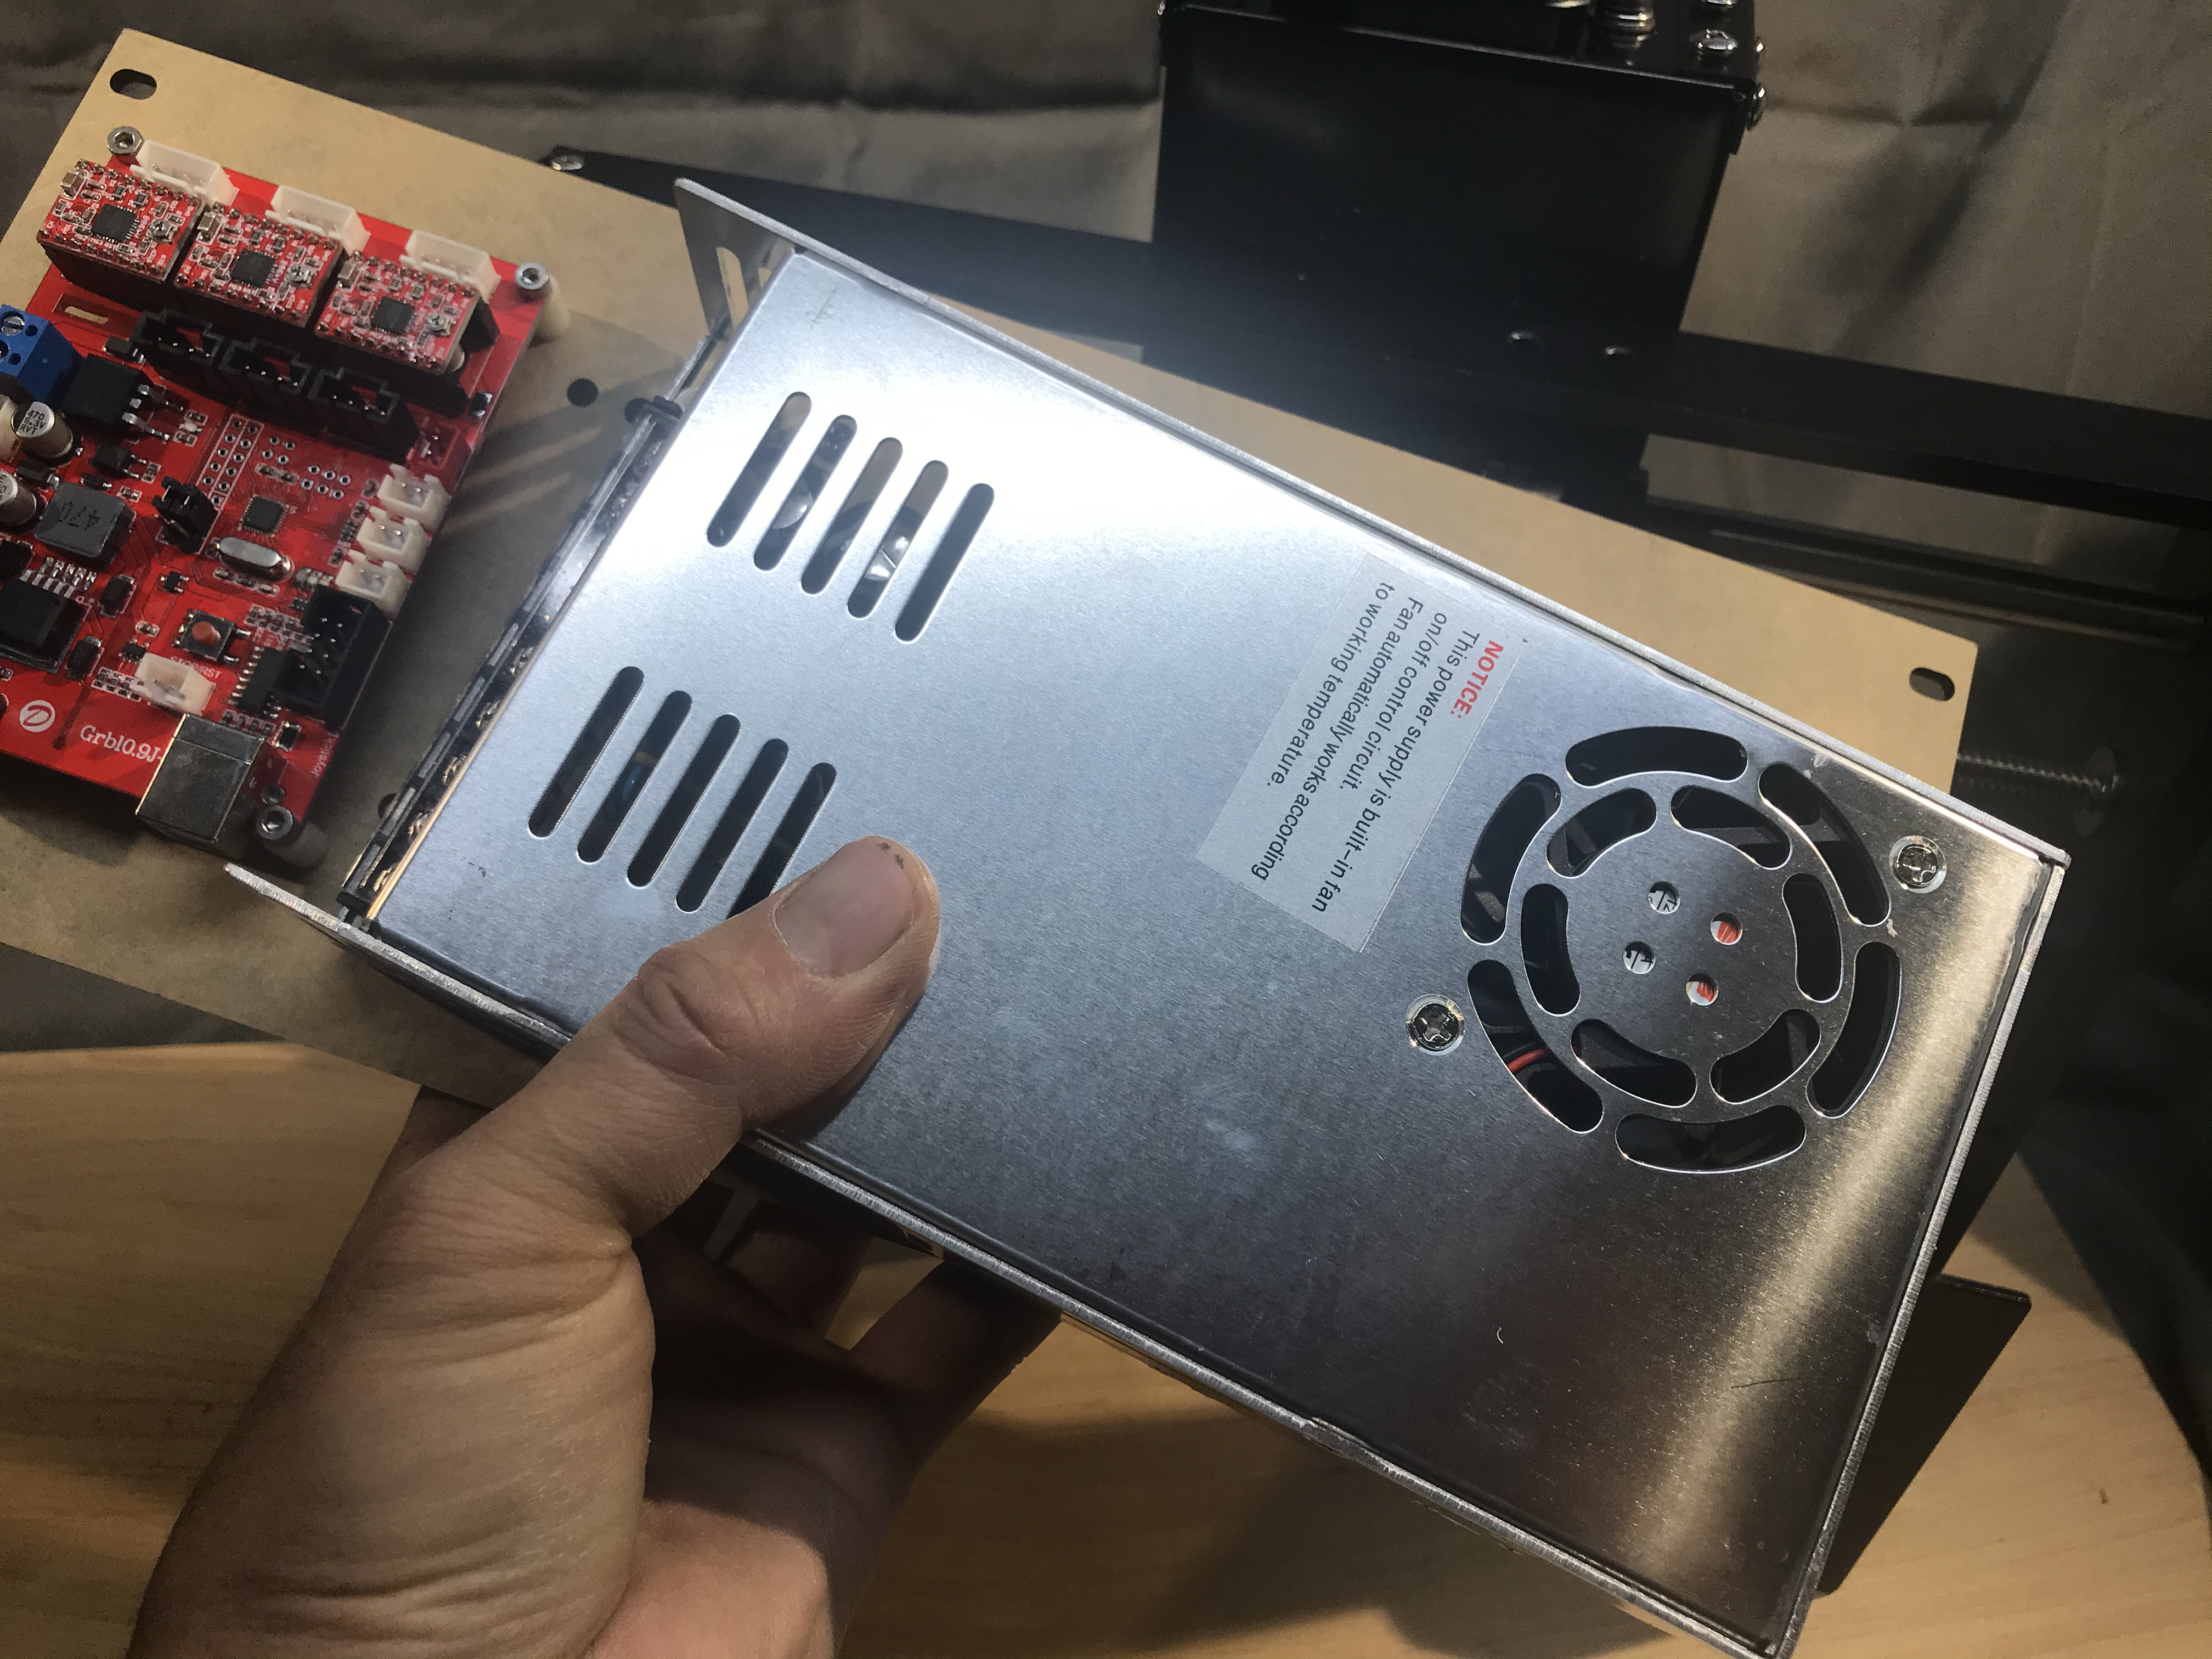 NOTICE:
This power supply is built-in fan
on/off control circuit.
Fan automatically works according
to working temperature.
Grbl0.9J
470